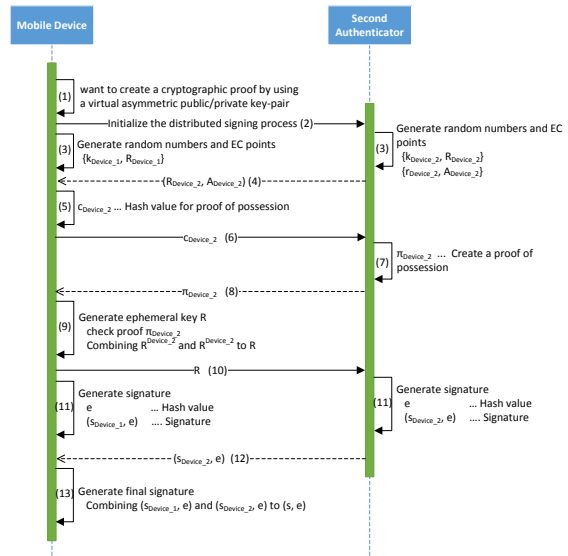 Mobile Device
Second
Authenticator
(1)
want to create a cryptographic proof by using
a virtual asymmetric public/private key-pair
Initialize the distributed signing process (2)
(3)
Generate random numbers and EC points
{kDevice_1, RDevice_1}
(3)
Generate random numbers and EC
points
{kDevice_2, RDevice_2}
{rDevice_2, ADevice_2}
(RDevice_2, ADevice_2) (4)
(5)
cDevice_2 ... Hash value for proof of possession
cDevice_2 (6)
(7)
πDevice_2 ... Create a proof of
possession
πDevice_2 (8)
(9)
Generate ephemeral key R
check proof πDevice_2
Combining RDevice_2 and RDevice_2 to R
R (10)
(11)
Generate signature
e ... Hash value
(sDevice_1, e) .... Signature
(11)
Generate signature
e ... Hash value
(sDevice_2, e) .... Signature
(sDevice_2, e) (12)
(13)
Generate final signature
Combining (sDevice_1, e) and (sDevice_2, e) to (s, e)